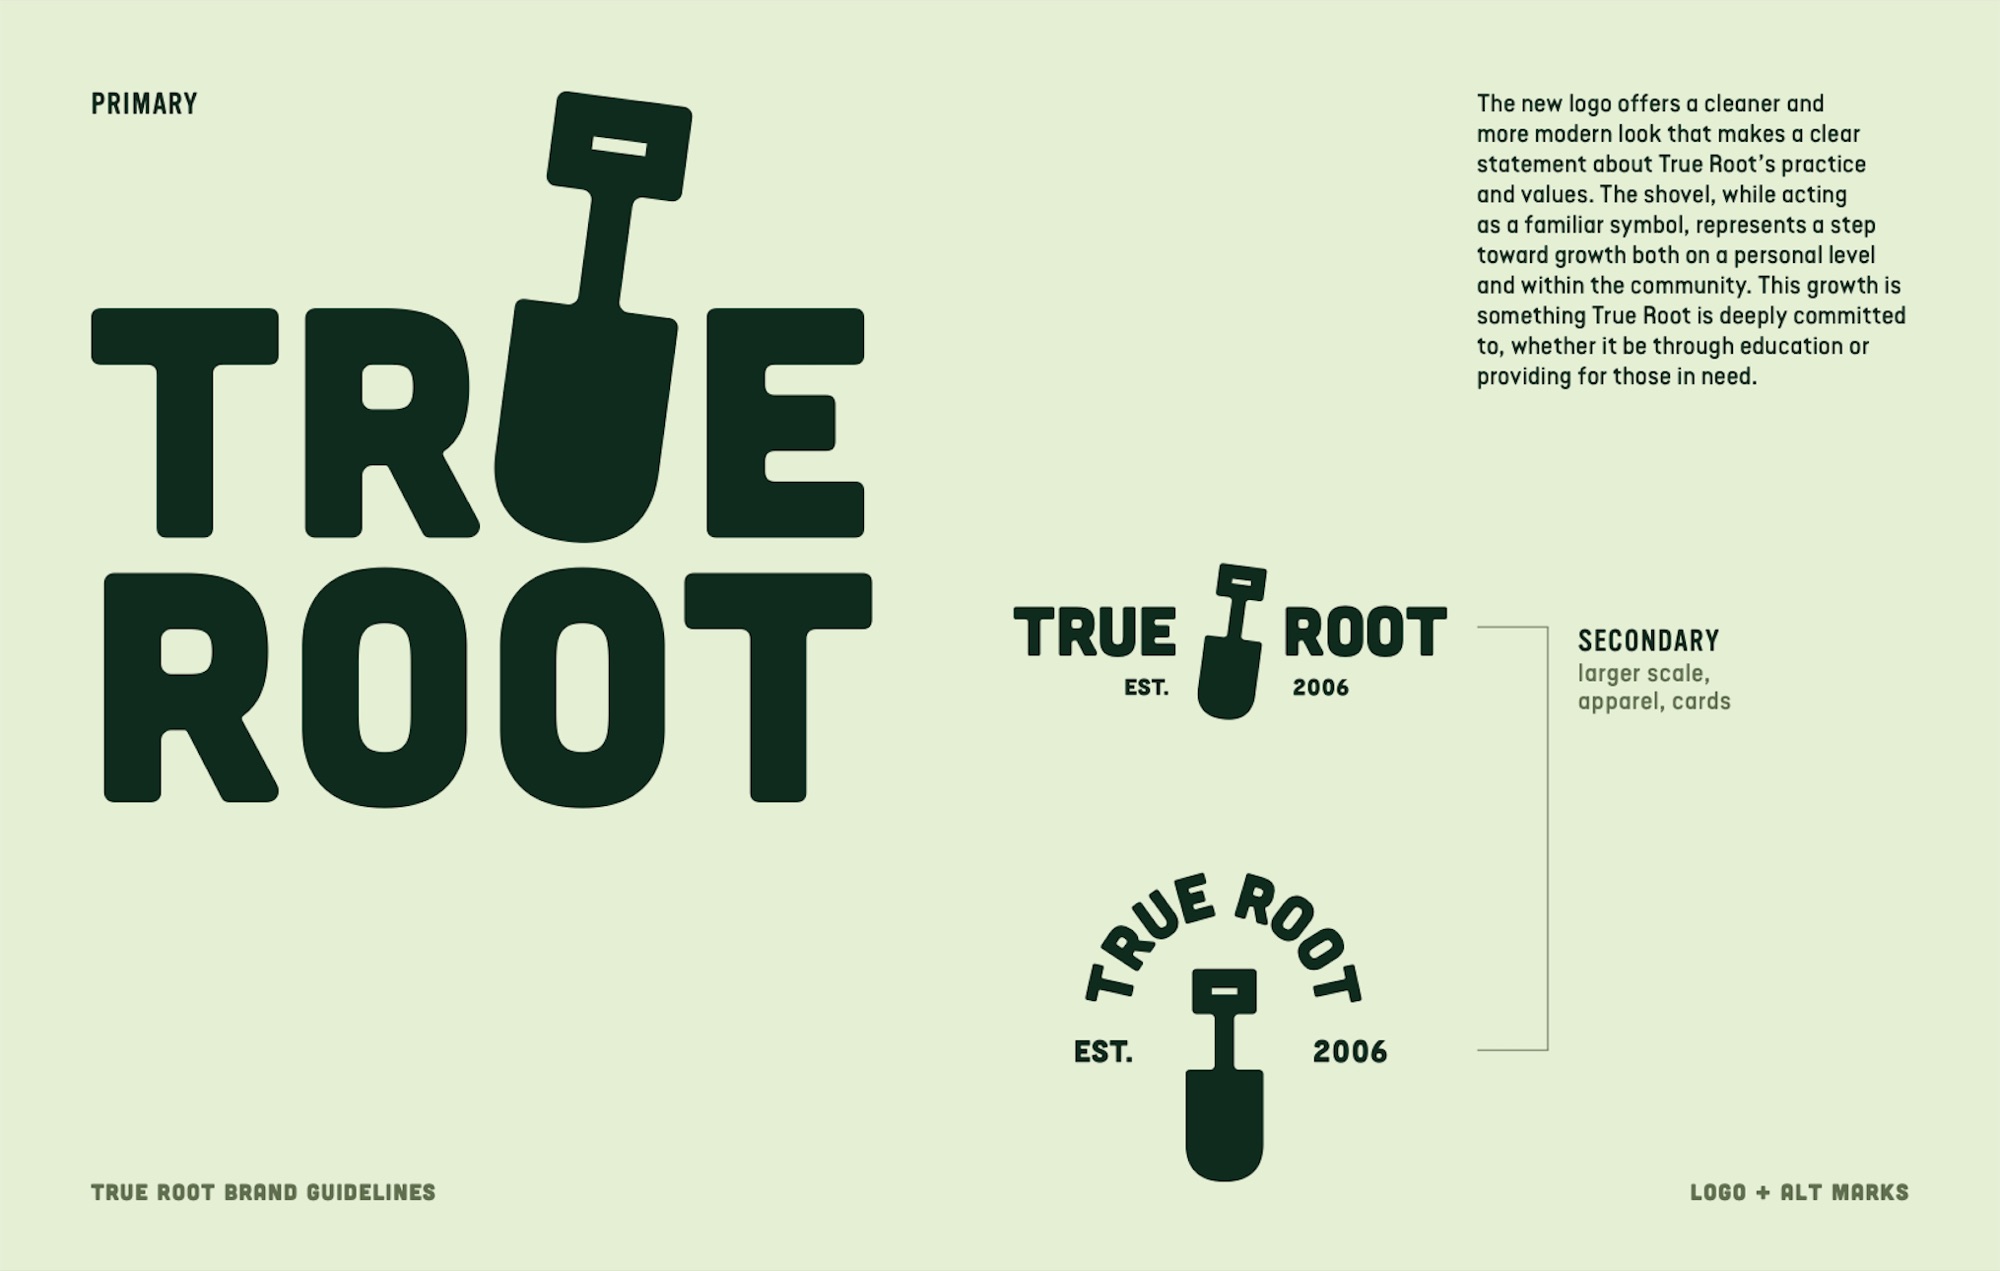 PRIMARY
TRUE
ROOT
The new logo offers a cleaner and
more modern look that makes a clear
statement about True Root’s practice
and values. The shovel, while acting
as a familiar symbol, represents a step
toward growth both on a personal level
and within the community. This growth is
something True Root is deeply committed
to, whether it be through education or
providing for those in need.
TRUE ROOT
EST. 2006
SECONDARY
larger scale,
apparel, cards
TRUE ROOT
EST. 2006
TRUE ROOT BRAND GUIDELINES
LOGO + ALT MARKS